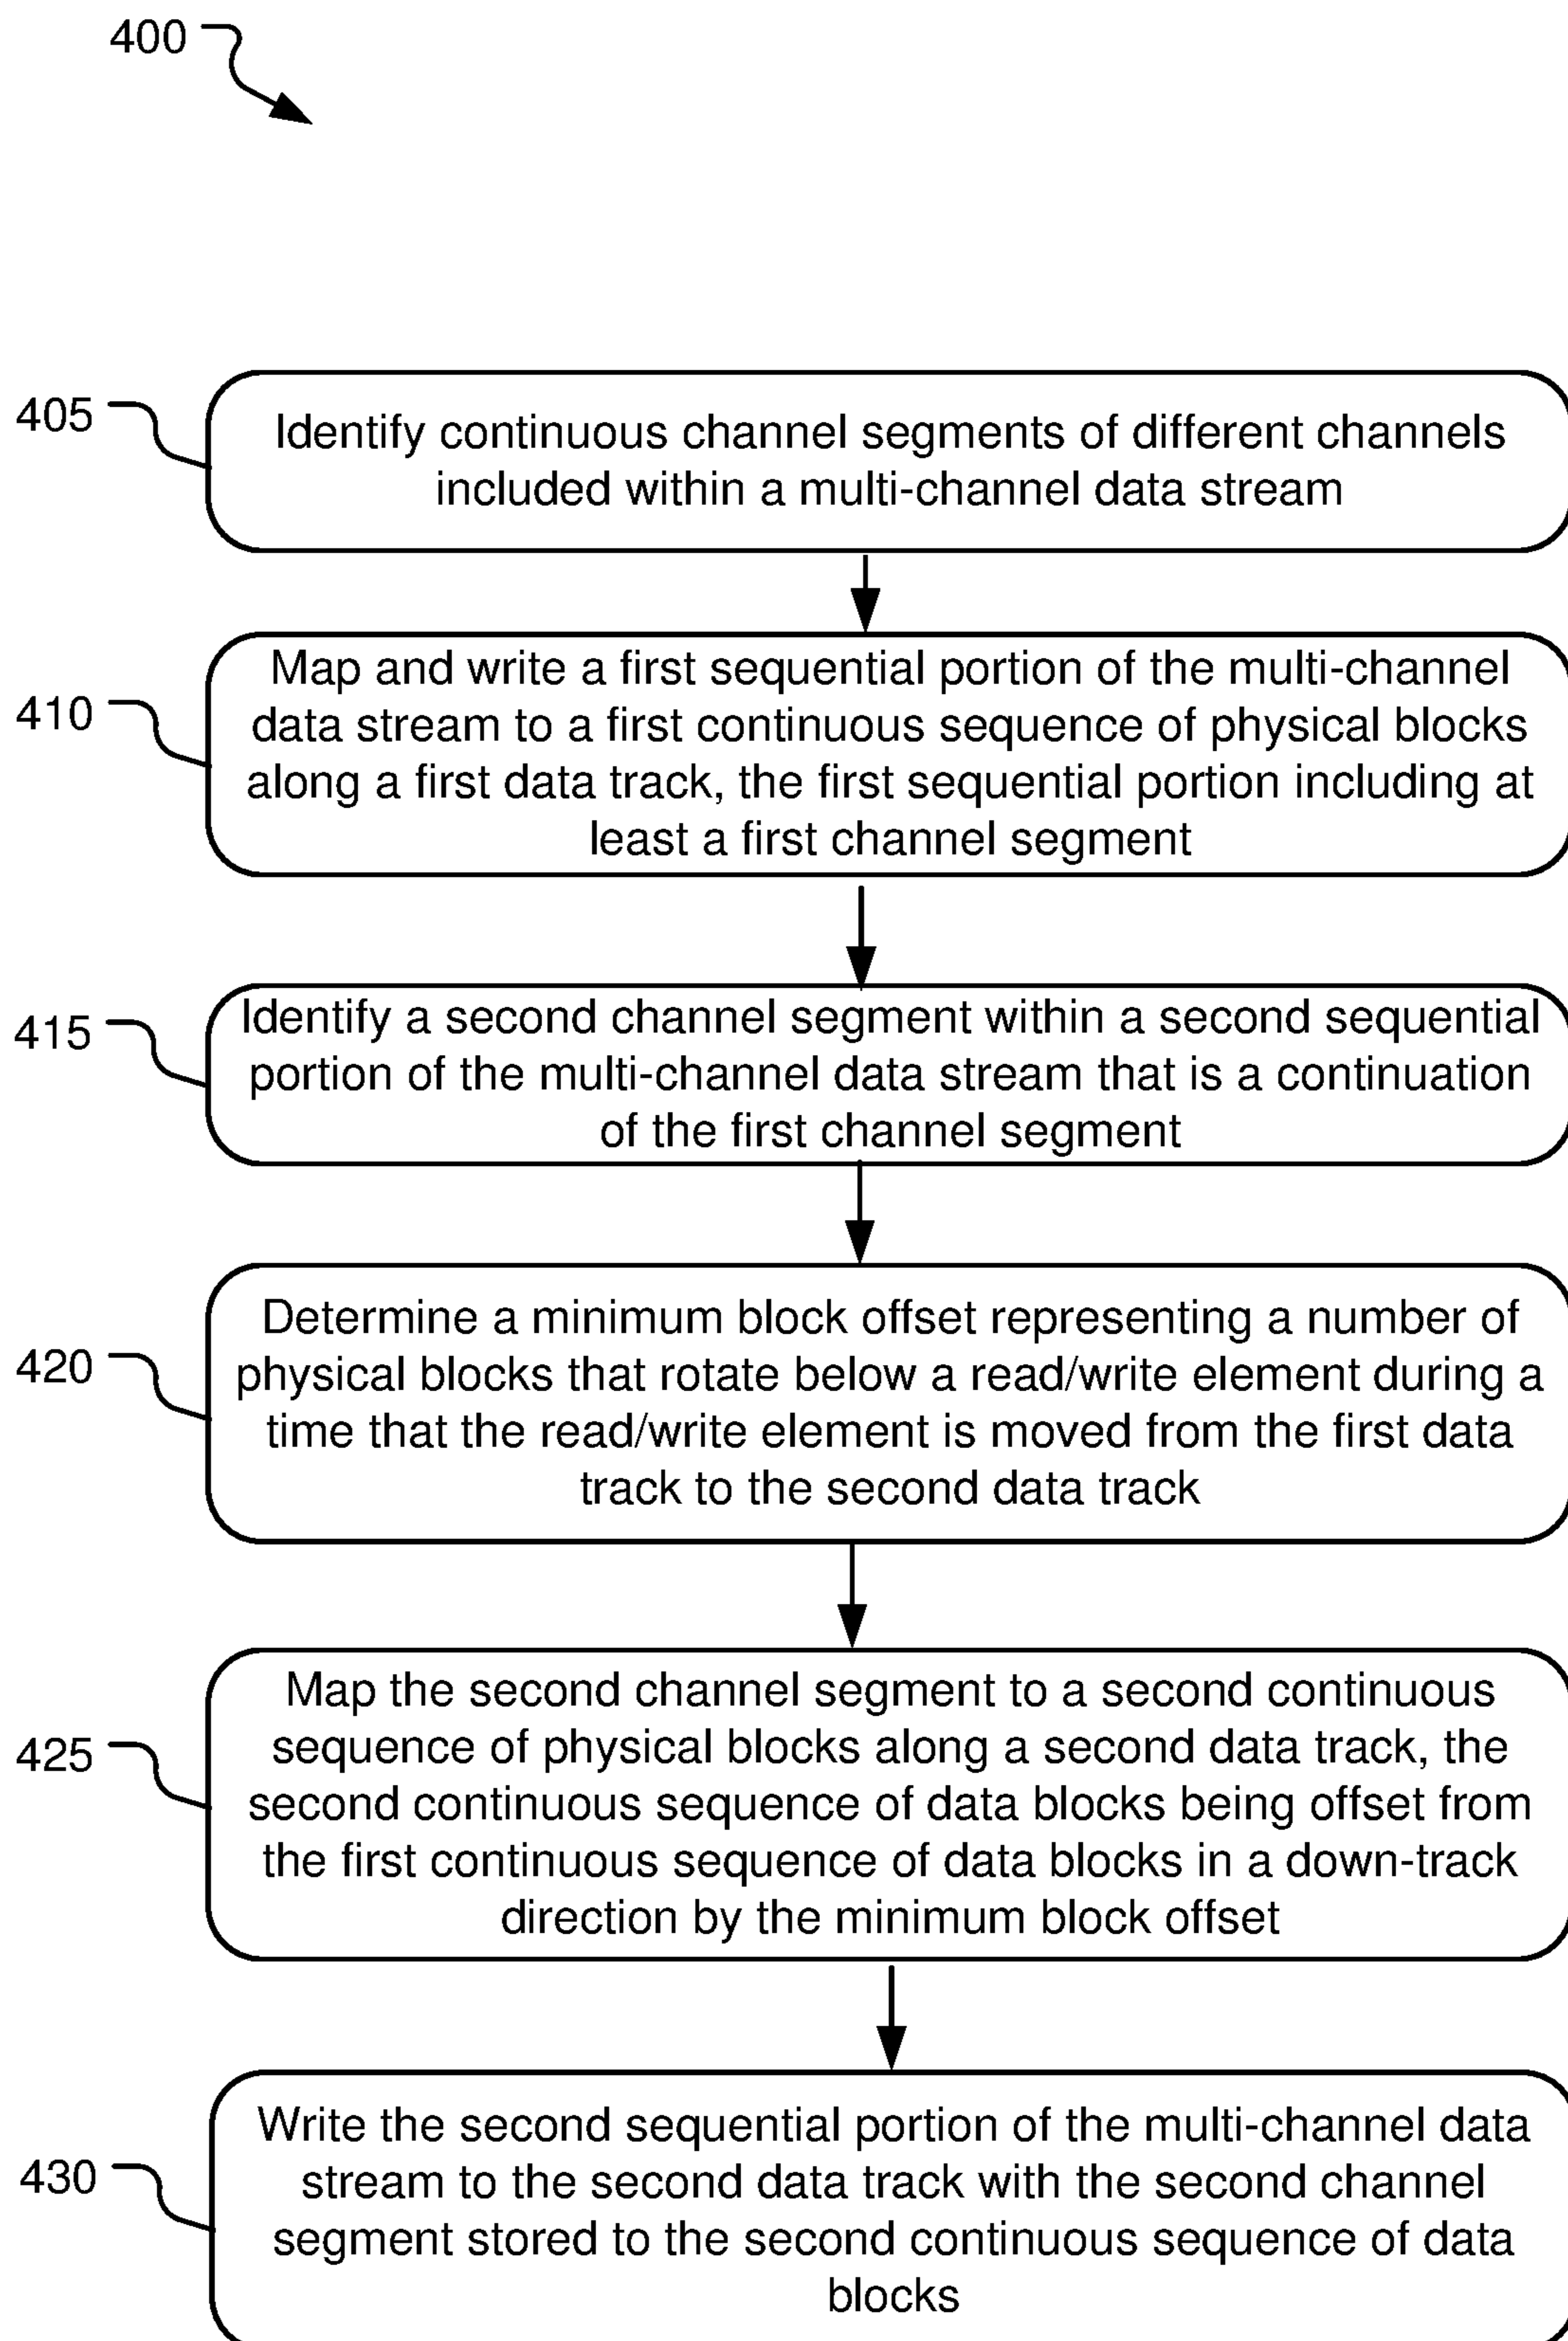 400
405
Identify continuous channel segments of different channels
included within a multi-channel data stream
410
Map and write a first sequential portion of the multi-channel
data stream to a first continuous sequence of physical blocks
along a first data track, the first sequential portion including at
least a first channel segment
415
Identify a second channel segment within a second sequential
portion of the multi-channel data stream that is a continuation
of the first channel segment
420
Determine a minimum block offset representing a number of
physical blocks that rotate below a read/write element during a
time that the read/write element is moved from the first data
track to the second data track
425
Map the second channel segment to a second continuous
sequence of physical blocks along a second data track, the
second continuous sequence of data blocks being offset from
the first continuous sequence of data blocks in a down-track
direction by the minimum block offset
430
Write the second sequential portion of the multi-channel data
stream to the second data track with the second channel
segment stored to the second continuous sequence of data
blocks